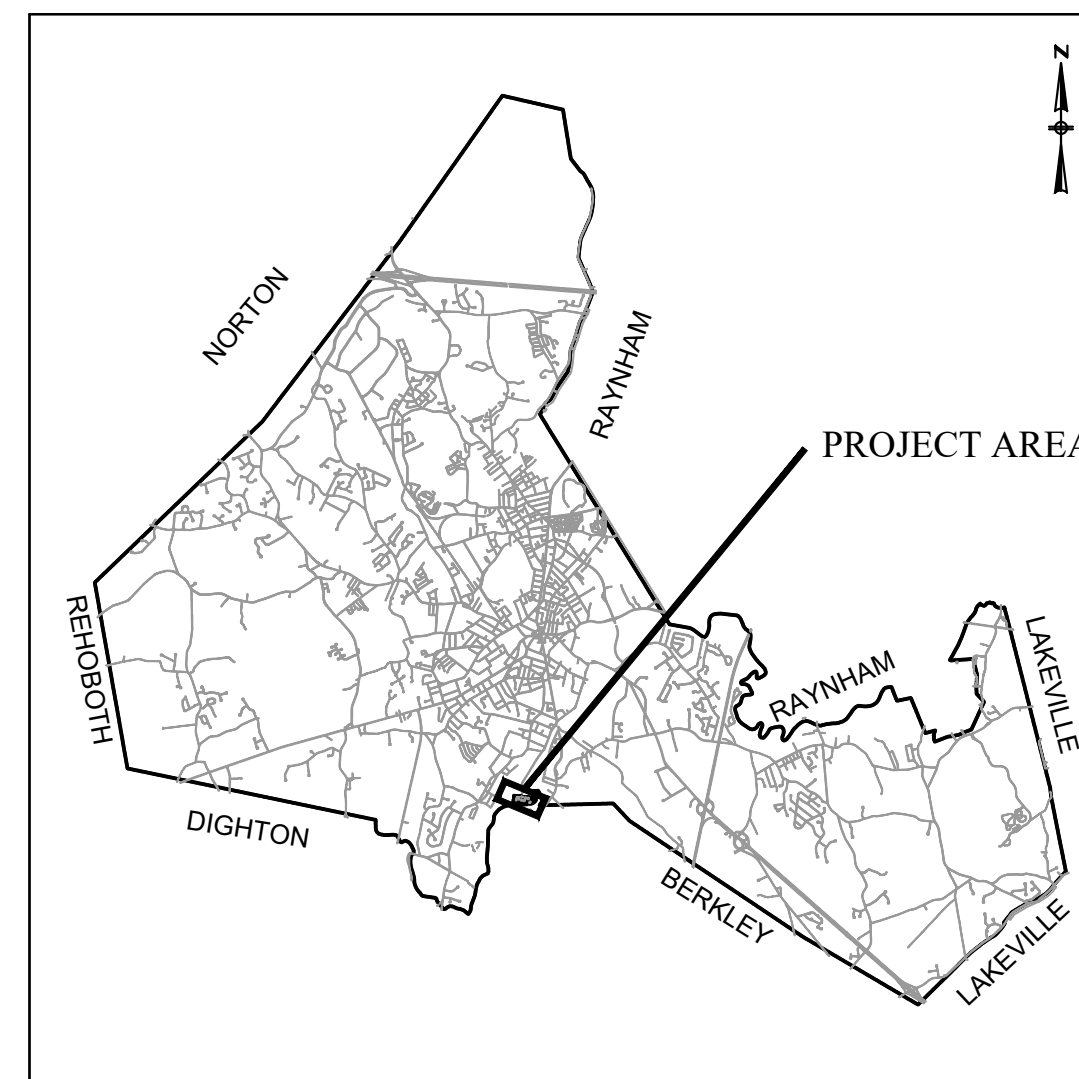 N
NORTON
RAYNHAM
PROJECT AREA
REHOBOTH
RAYNHAM
LAKEVILLE
DIGHTON
BERKLEY
LAKEVILLE